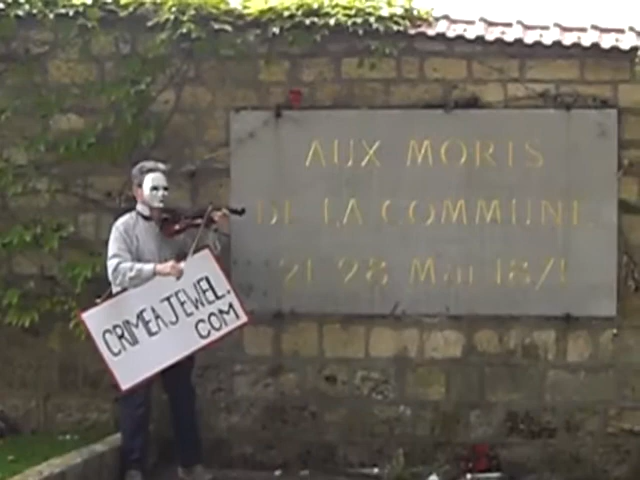 AUX MORTS
DE LA COMMUNE
21 28 Mai 1871
CRIMEAJEWEL.
COM